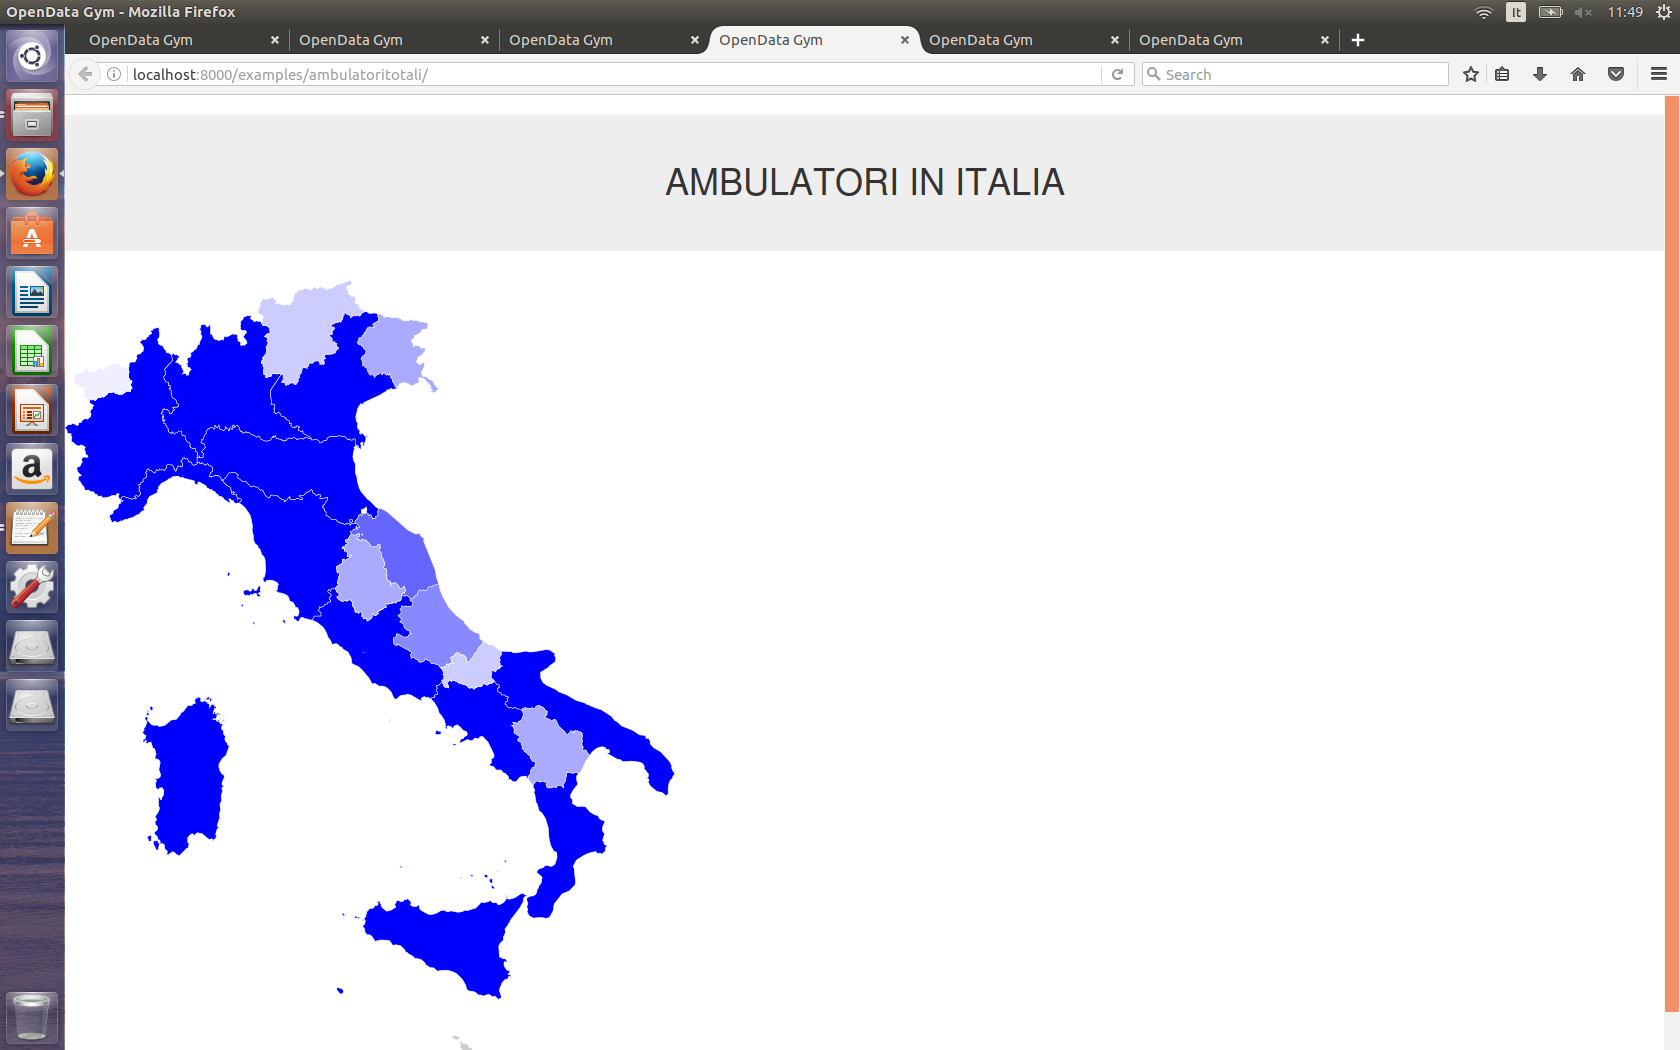 OpenData Gym - Mozilla Firefox
It
11:49
OpenData Gym
OpenData Gym
OpenData Gym
OpenData Gym
OpenData Gym
OpenData Gym
localhost:8000/examples/ambulatoritotali/
Search
AMBULATORI IN ITALIA